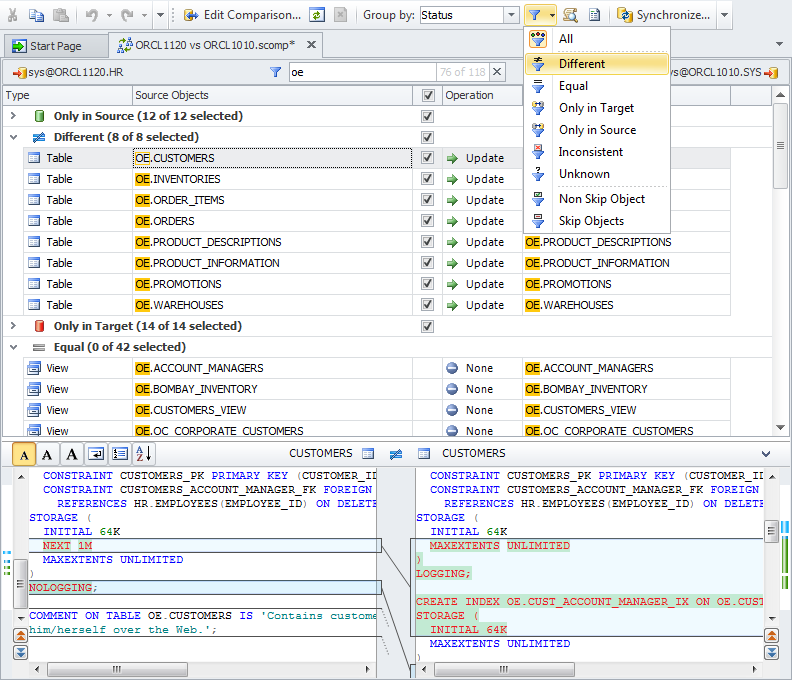 Edit Comparison... Group by: Status Synchronize...
Start Page ORCL1120 vs ORCL1010.scomp*
sys@ORCL1120.HR oe 76 of 118 ys@ORCL1010.SYS
Type Source Objects Operation
All
Different
Equal
Only in Target
Only in Source
Inconsistent
Unknown
Non Skip Object
Skip Objects
Only in Source (12 of 12 selected)
Different (8 of 8 selected)
Table OE.CUSTOMERS Update
Table OE.INVENTORIES Update
Table OE.ORDER_ITEMS Update
Table OE.ORDERS Update
Table OE.PRODUCT_DESCRIPTIONS Update OE.PRODUCT_DESCRIPTIONS
Table OE.PRODUCT_INFORMATION Update OE.PRODUCT_INFORMATION
Table OE.PROMOTIONS Update OE.PROMOTIONS
Table OE.WAREHOUSES Update OE.WAREHOUSES
Only in Target (14 of 14 selected)
Equal (0 of 42 selected)
View OE.ACCOUNT_MANAGERS None OE.ACCOUNT_MANAGERS
View OE.BOMBAY_INVENTORY None OE.BOMBAY_INVENTORY
View OE.CUSTOMERS_VIEW None OE.CUSTOMERS_VIEW
View OE.OC_CORPORATE_CUSTOMERS None OE.OC_CORPORATE_CUSTOMERS
A A A A Z CUSTOMERS CUSTOMERS
CONSTRAINT CUSTOMERS_PK PRIMARY KEY (CUSTOMER_ID
CONSTRAINT CUSTOMERS_ACCOUNT_MANAGER_FK FOREIGN
REFERENCES HR.EMPLOYEES(EMPLOYEE_ID) ON DELET
STORAGE (
INITIAL 64K
NEXT 1M
MAXEXTENTS UNLIMITED
)
NOLOGGING;
COMMENT ON TABLE OE.CUSTOMERS IS 'Contains custome
him/herself over the Web.';
CONSTRAINT CUSTOMERS_PK PRIMARY KEY (CUSTOMER_ID
CONSTRAINT CUSTOMERS_ACCOUNT_MANAGER_FK FOREIGN
REFERENCES HR.EMPLOYEES(EMPLOYEE_ID) ON DELET
STORAGE (
INITIAL 64K
MAXEXTENTS UNLIMITED
)
LOGGING;
CREATE INDEX OE.CUST_ACCOUNT_MANAGER_IX ON OE.CUST
STORAGE (
INITIAL 64K
MAXEXTENTS UNLIMITED
)